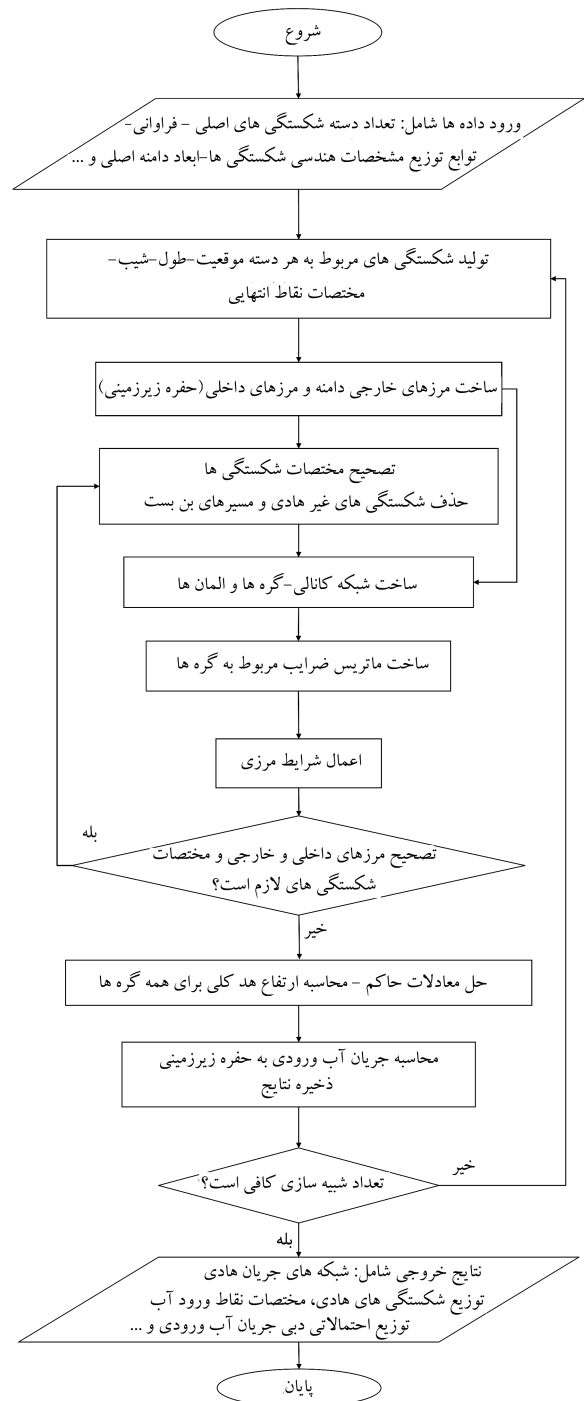 شروع
ورود داده ها شامل: تعداد دسته شکستگی های اصلی – فراوانی-
توابع توزیع مشخصات هندسی شکستگی ها-ابعاد دامنه اصلی و ...
تولید شکستگی های مربوط به هر دسته موقعیت-طول-شیب-
مختصات نقاط انتهایی
ساخت مرزهای خارجی دامنه و مرزهای داخلی(حفره زیرزمینی)
تصحیح مختصات شکستگی ها
حذف شکستگی های غیر هادی و مسیرهای بن بست
ساخت شبکه کانالی-گره ها و المان ها
ساخت ماتریس ضرایب مربوط به گره ها
اعمال شرایط مرزی
بله
تصحیح مرزهای داخلی و خارجی و مختصات
شکستگی های لازم است؟
خیر
حل معادلات حاکم – محاسبه ارتفاع هد کلی برای همه گره ها
محاسبه جریان آب ورودی به حفره زیرزمینی
ذخیره نتایج
خیر
تعداد شبیه سازی کافی است؟
بله
نتایج خروجی شامل: شبکه های جریان هادی
توزیع شکستگی های هادی، مختصات نقاط ورود آب
توزیع احتمالاتی دبی جریان آب ورودی و ...
پایان